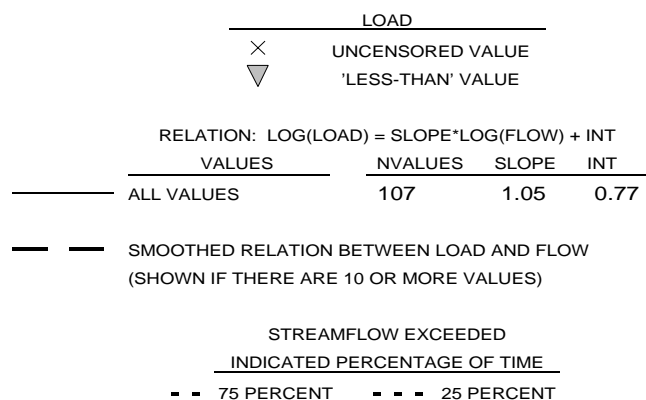 LOAD
UNCENSORED VALUE
'LESS-THAN' VALUE
RELATION: LOG(LOAD) = SLOPE*LOG(FLOW) + INT
VALUES NVALUES SLOPE INT
ALL VALUES 107 1.05 0.77
SMOOTHED RELATION BETWEEN LOAD AND FLOW
(SHOWN IF THERE ARE 10 OR MORE VALUES)
STREAMFLOW EXCEEDED
INDICATED PERCENTAGE OF TIME
75 PERCENT 25 PERCENT